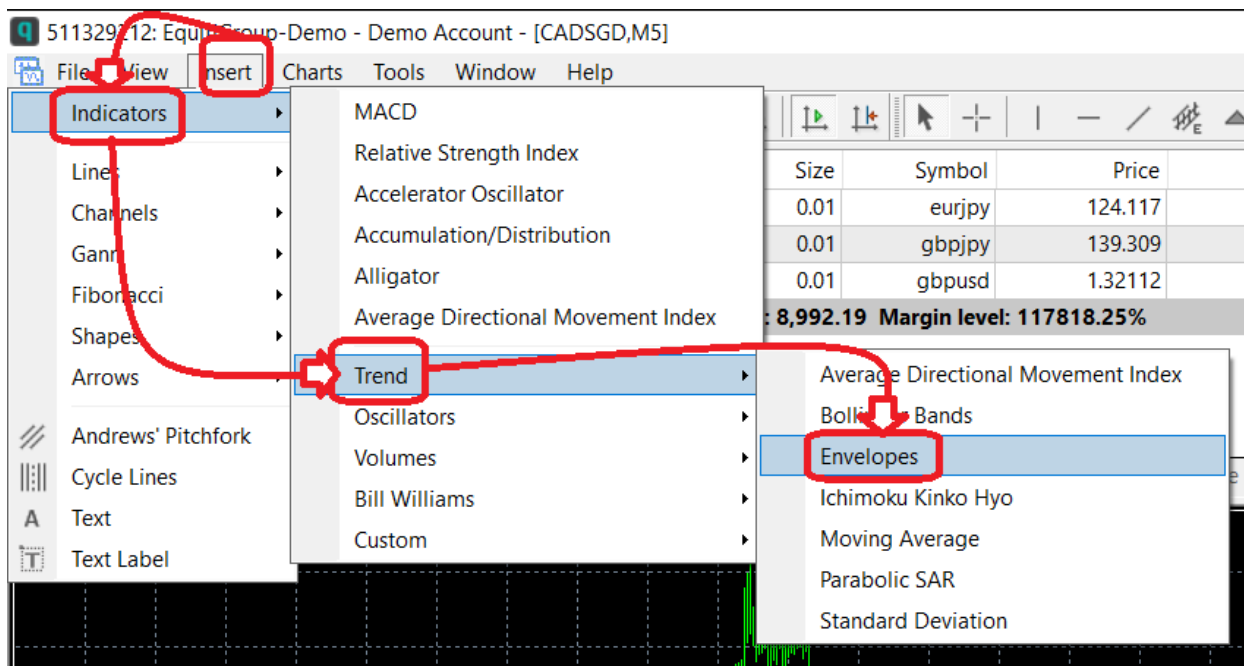 511329212: EquitiGroup-Demo - Demo Account - [CADSGD,M5]
File View Insert Charts Tools Window Help
Indicators
Lines
Channels
Gann
Fibonacci
Shapes
Arrows
Andrews' Pitchfork
Cycle Lines
A Text
T Text Label
MACD
Relative Strength Index
Accelerator Oscillator
Accumulation/Distribution
Alligator
Average Directional Movement Index
Trend
Oscillators
Volumes
Bill Williams
Custom
Average Directional Movement Index
Bollinger Bands
Envelopes
Ichimoku Kinko Hyo
Moving Average
Parabolic SAR
Standard Deviation
E
Size Symbol Price
0.01 eurjpy 124.117
0.01 gbpjpy 139.309
0.01 gbpusd 1.32112
: 8,992.19 Margin level: 117818.25%